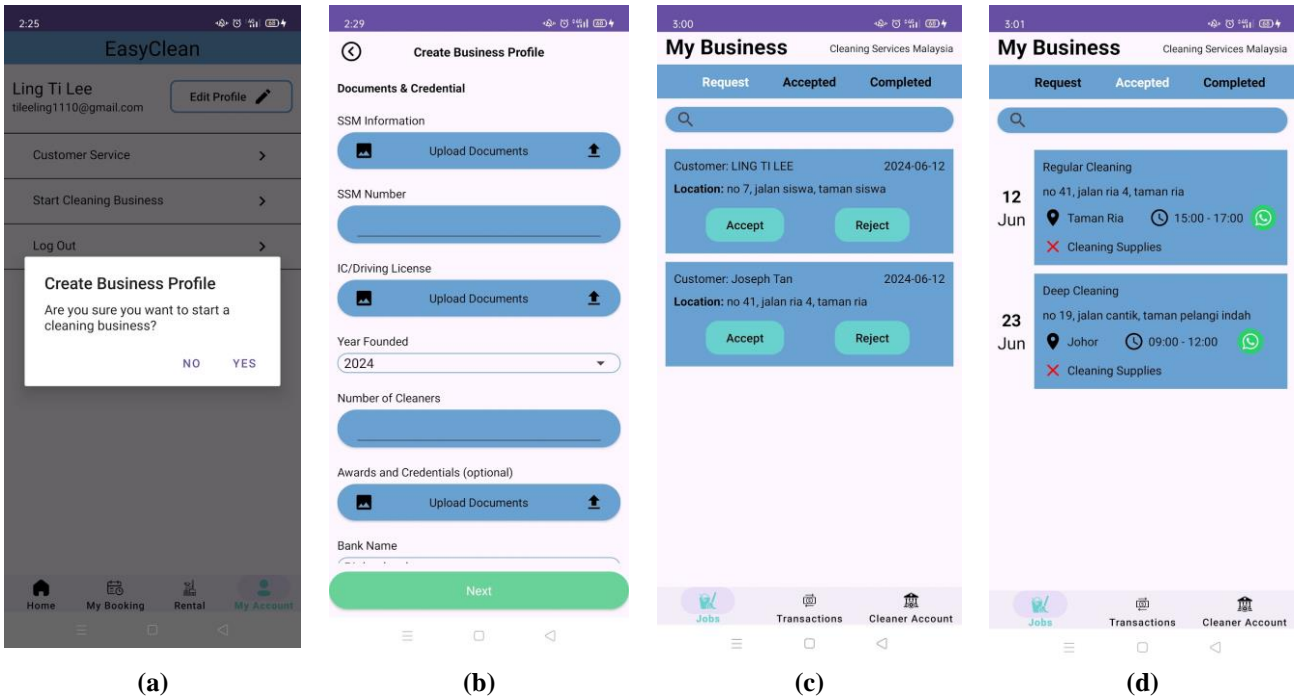 2:25
EasyClean
Ling Ti Lee
tileeling1110@gmail.com
Edit Profile
Customer Service
Start Cleaning Business
Log Out
Create Business Profile
Are you sure you want to start a
cleaning business?
NO YES
Home My Booking Rental My Account
(a)
2:29
Create Business Profile
Documents & Credential
SSM Information
Upload Documents
SSM Number
IC/Driving License
Upload Documents
Year Founded
2024
Number of Cleaners
Awards and Credentials (optional)
Upload Documents
Bank Name
Next
(b)
3:00
My Business Cleaning Services Malaysia
Request Accepted Completed
Customer: LING TI LEE 2024-06-12
Location: no 7, jalan siswa, taman siswa
Accept Reject
Customer: Joseph Tan 2024-06-12
Location: no 41, jalan ria 4, taman ria
Accept Reject
Jobs Transactions Cleaner Account
(c)
3:01
My Business Cleaning Services Malaysia
Request Accepted Completed
12 Jun
Regular Cleaning
no 41, jalan ria 4, taman ria
Taman Ria 15:00 - 17:00
Cleaning Supplies
23 Jun
Deep Cleaning
no 19, jalan cantik, taman pelangi indah
Johor 09:00 - 12:00
Cleaning Supplies
Jobs Transactions Cleaner Account
(d)